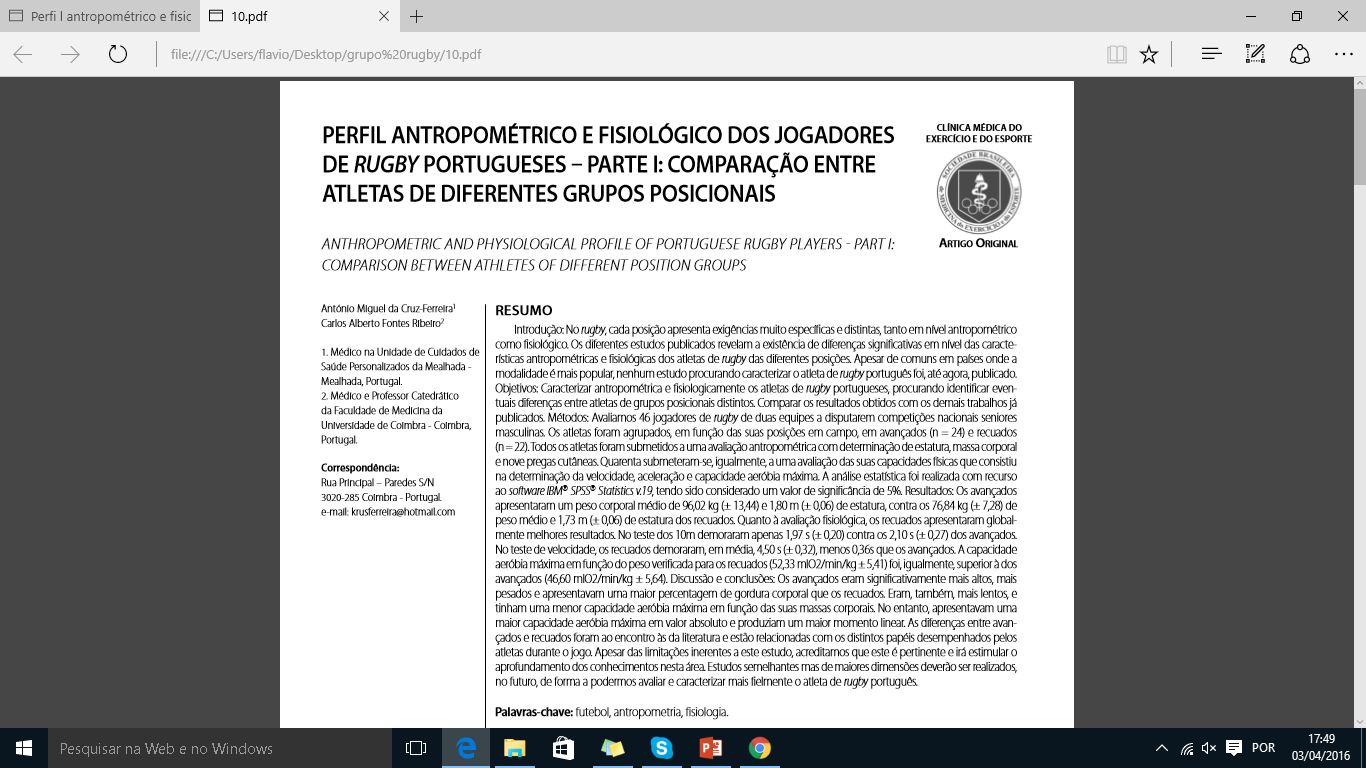 Perfi l antropométrico e fisic
10.pdf
file:///C:/Users/flavio/Desktop/grupo%20rugby/10.pdf
PERFIL ANTROPOMÉTRICO E FISIOLÓGICO DOS JOGADORES
DE RUGBY PORTUGUESES – PARTE I: COMPARAÇÃO ENTRE
ATLETAS DE DIFERENTES GRUPOS POSICIONAIS
CLÍNICA MÉDICA DO
EXERCÍCIO E DO ESPORTE
SOCIEDADE BRASILEIRA
de MEDICINA do EXERCÍCIO e do ESPORTE
ARTIGO ORIGINAL
ANTHROPOMETRIC AND PHYSIOLOGICAL PROFILE OF PORTUGUESE RUGBY PLAYERS - PART I:
COMPARISON BETWEEN ATHLETES OF DIFFERENT POSITION GROUPS
António Miguel da Cruz-Ferreira1
Carlos Alberto Fontes Ribeiro2
1. Médico na Unidade de Cuidados de
Saúde Personalizados da Mealhada -
Mealhada, Portugal.
2. Médico e Professor Catedrático
da Faculdade de Medicina da
Universidade de Coimbra - Coimbra,
Portugal.
Correspondência:
Rua Principal – Paredes S/N
3020-285 Coimbra - Portugal.
e-mail: krusferreira@hotmail.com
RESUMO
Introdução: No rugby, cada posição apresenta exigências muito específicas e distintas, tanto em nível antropométrico
como fisiológico. Os diferentes estudos publicados revelam a existência de diferenças significativas em nível das caracte-
rísticas antropométricas e fisiológicas dos atletas de rugby das diferentes posições. Apesar de comuns em países onde a
modalidade é mais popular, nenhum estudo procurando caracterizar o atleta de rugby português foi, até agora, publicado.
Objetivos: Caracterizar antropométrica e fisiologicamente os atletas de rugby portugueses, procurando identificar even-
tuais diferenças entre atletas de grupos posicionais distintos. Comparar os resultados obtidos com os demais trabalhos já
publicados. Métodos: Avaliamos 46 jogadores de rugby de duas equipes a disputarem competições nacionais seniores
masculinas. Os atletas foram agrupados, em função das suas posições em campo, em avançados (n = 24) e recuados
(n = 22). Todos os atletas foram submetidos a uma avaliação antropométrica com determinação de estatura, massa corporal
e nove pregas cutâneas. Quarenta submeteram-se, igualmente, a uma avaliação das suas capacidades físicas que consistiu
na determinação da velocidade, aceleração e capacidade aeróbia máxima. A análise estatística foi realizada com recurso
ao software IBM® SPSS® Statistics v.19, tendo sido considerado um valor de significância de 5%. Resultados: Os avançados
apresentaram um peso corporal médio de 96,02 kg (± 13,44) e 1,80 m (± 0,06) de estatura, contra os 76,84 kg (± 7,28) de
peso médio e 1,73 m (± 0,06) de estatura dos recuados. Quanto à avaliação fisiológica, os recuados apresentaram global-
mente melhores resultados. No teste dos 10m demoraram apenas 1,97 s (± 0,20) contra os 2,10 s (± 0,27) dos avançados.
No teste de velocidade, os recuados demoraram, em média, 4,50 s (± 0,32), menos 0,36s que os avançados. A capacidade
aeróbia máxima em função do peso verificada para os recuados (52,33 mlO2/min/kg ± 5,41) foi, igualmente, superior à dos
avançados (46,60 mlO2/min/kg ± 5,64). Discussão e conclusões: Os avançados eram significativamente mais altos, mais
pesados e apresentavam uma maior percentagem de gordura corporal que os recuados. Eram, também, mais lentos, e
tinham uma menor capacidade aeróbia máxima em função das suas massas corporais. No entanto, apresentavam uma
maior capacidade aeróbia máxima em valor absoluto e produziam um maior momento linear. As diferenças entre avan-
çados e recuados foram ao encontro às da literatura e estão relacionadas com os distintos papéis desempenhados pelos
atletas durante o jogo. Apesar das limitações inerentes a este estudo, acreditamos que este é pertinente e irá estimular o
aprofundamento dos conhecimentos nesta área. Estudos semelhantes mas de maiores dimensões deverão ser realizados,
no futuro, de forma a podermos avaliar e caracterizar mais fielmente o atleta de rugby português.
Palavras-chave: futebol, antropometria, fisiologia.
Pesquisar na Web e no Windows
POR
17:49
03/04/2016